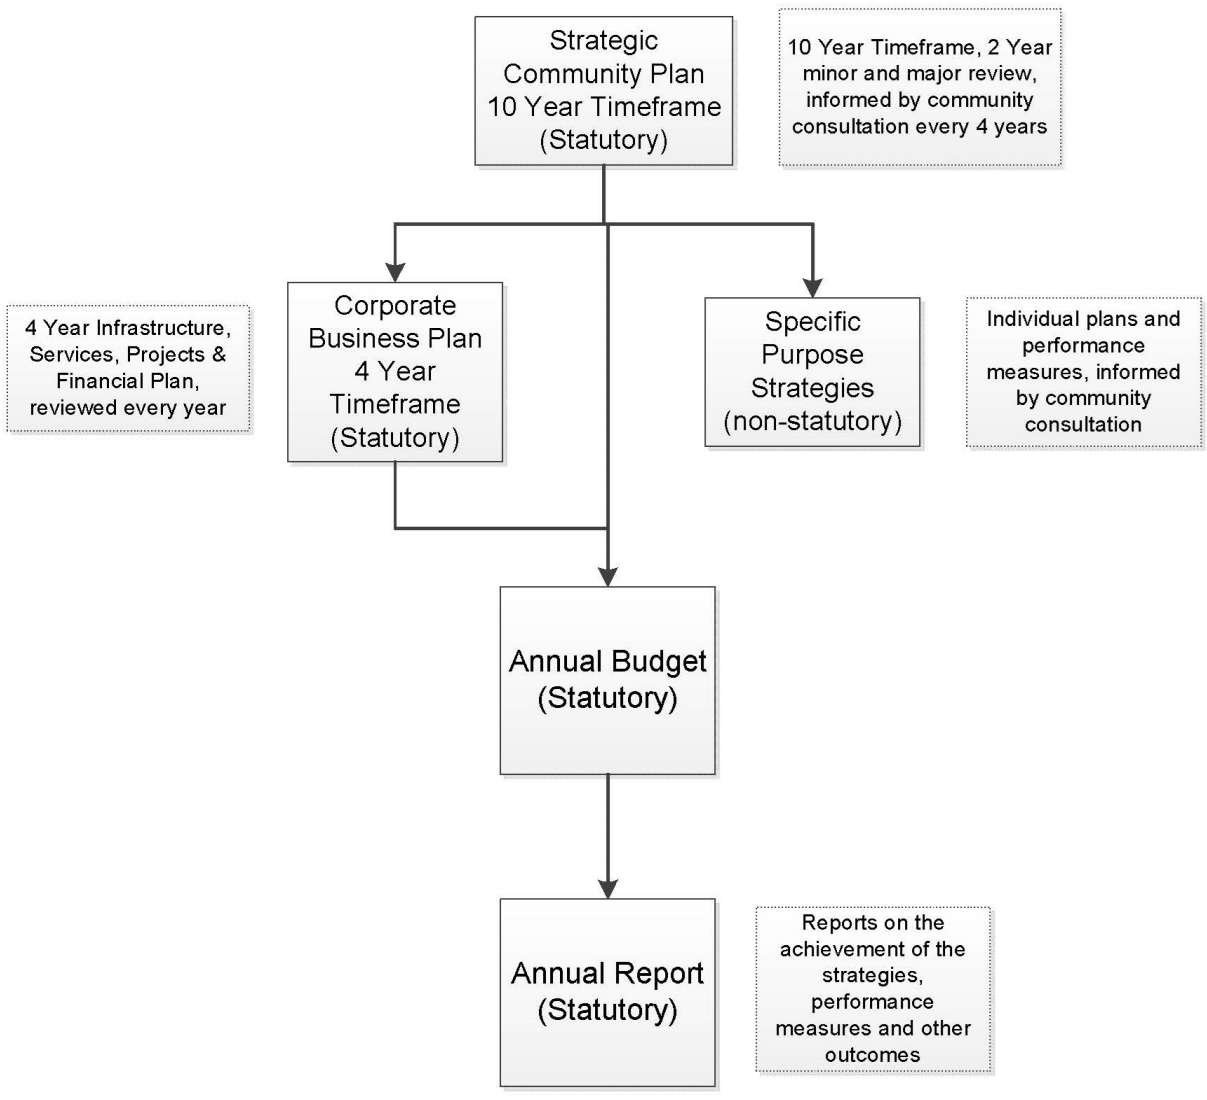 Strategic
Community Plan
10 Year Timeframe
(Statutory)
10 Year Timeframe, 2 Year
minor and major review,
informed by community
consultation every 4 years
4 Year Infrastructure,
Services, Projects &
Financial Plan,
reviewed every year
Corporate
Business Plan
4 Year
Timeframe
(Statutory)
Specific
Purpose
Strategies
(non-statutory)
Individual plans and
performance
measures, informed
by community
consultation
Annual Budget
(Statutory)
Annual Report
(Statutory)
Reports on the
achievement of the
strategies,
performance
measures and other
outcomes